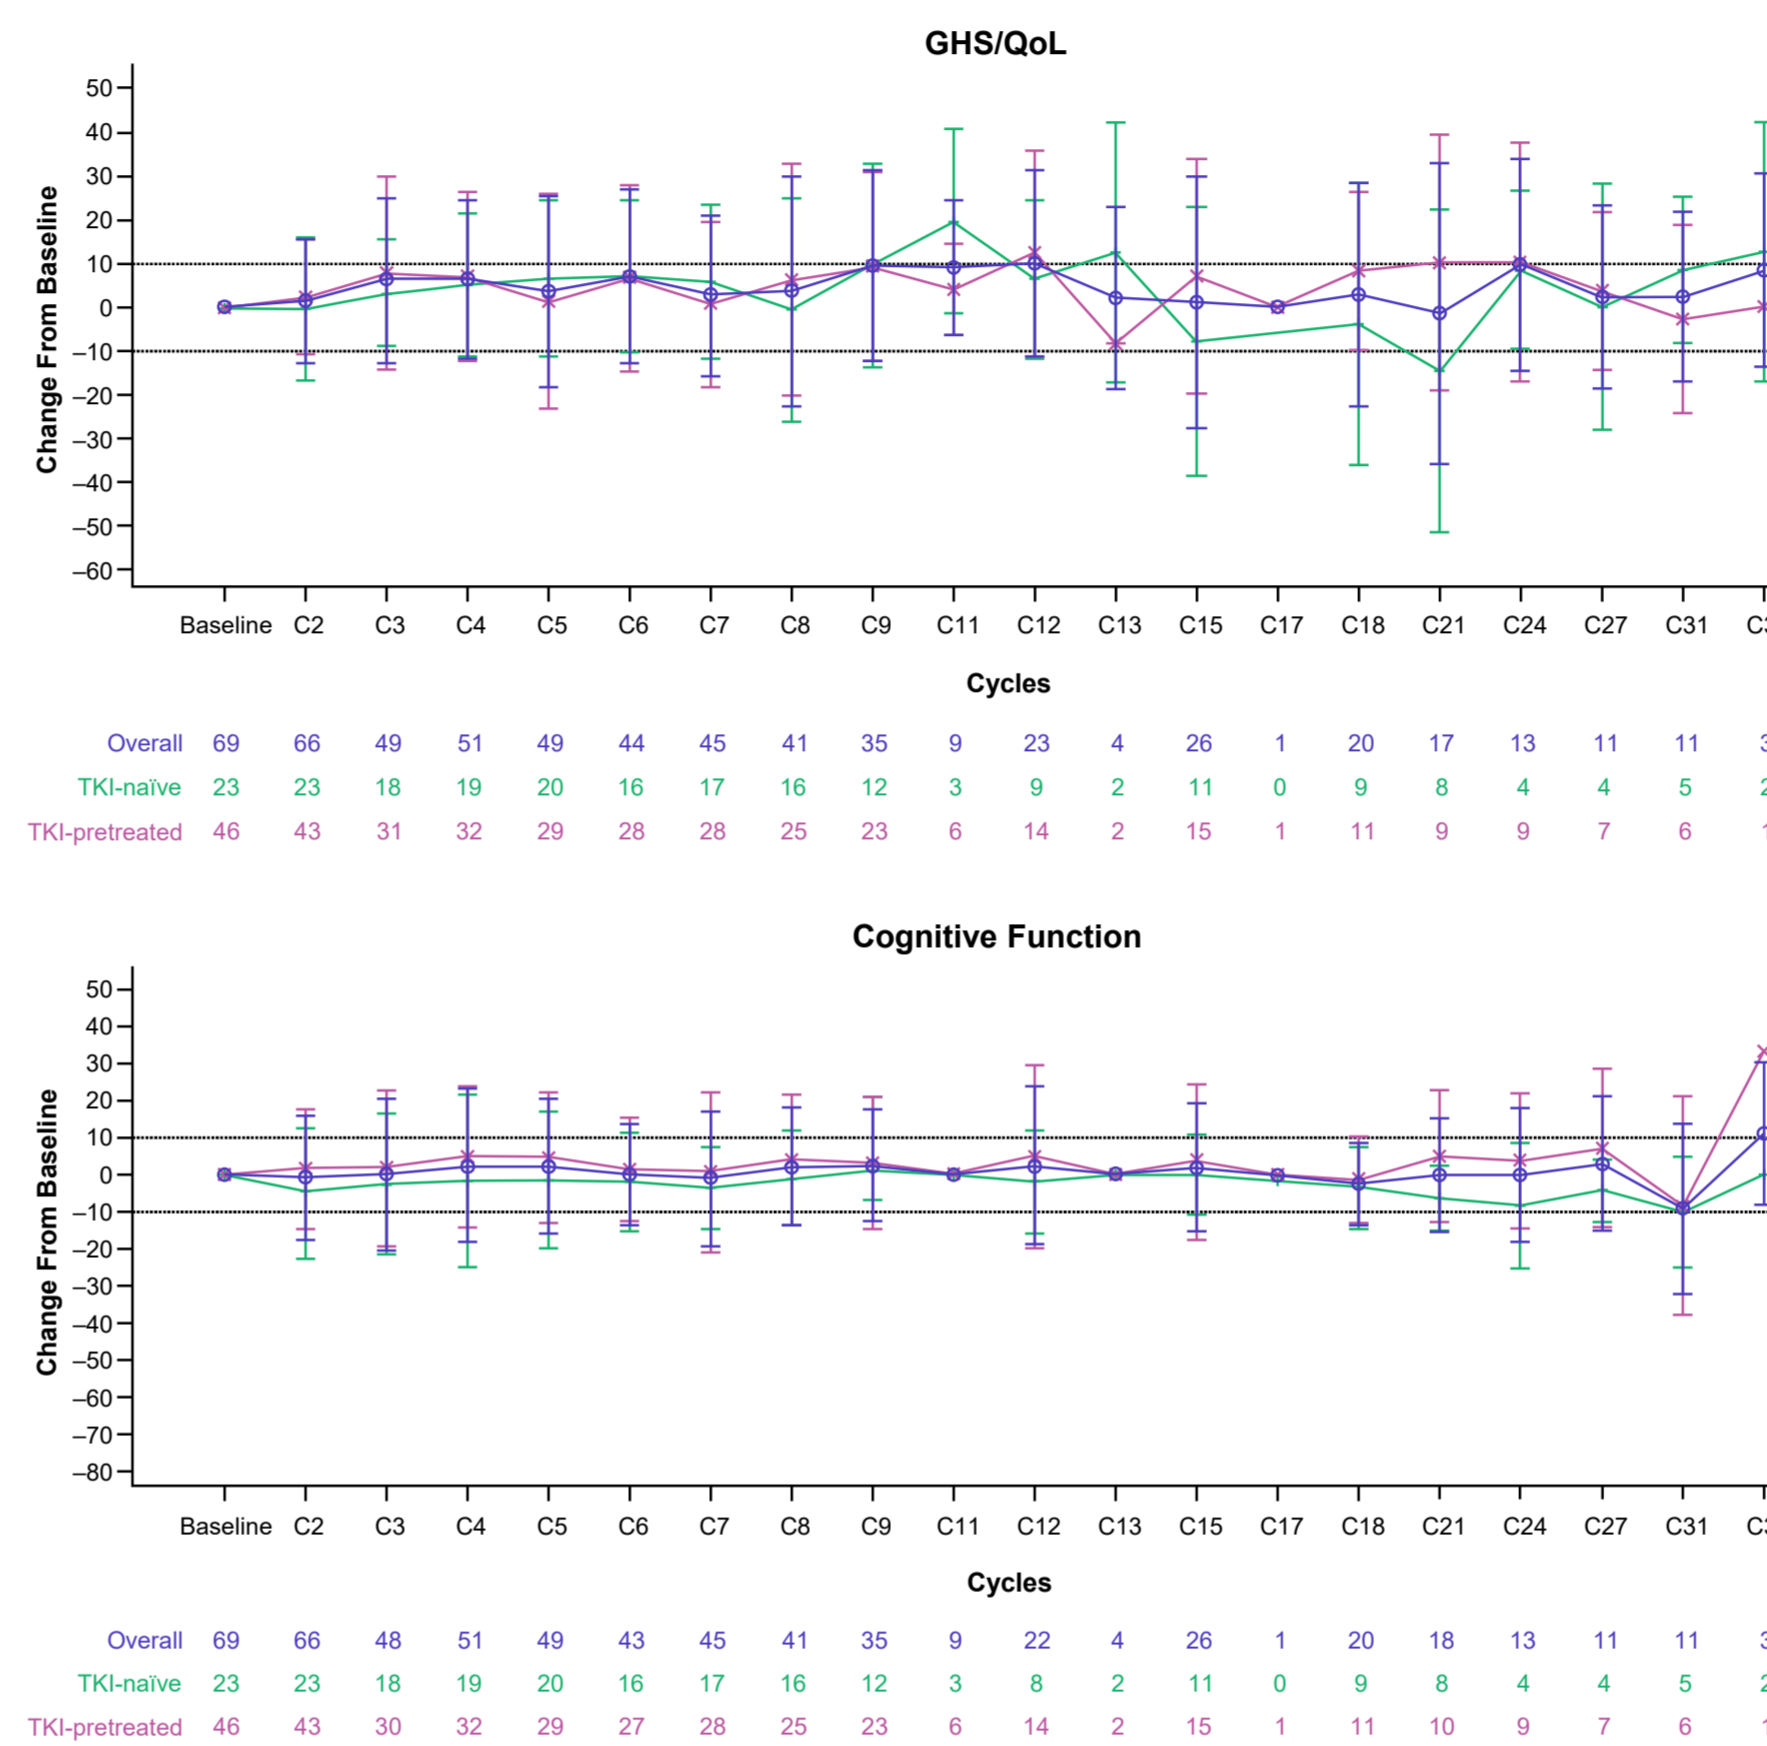 GHS/QoL
Change From Baseline
50
40
30
20
10
0
–10
–20
–30
–40
–50
–60
Baseline C2 C3 C4 C5 C6 C7 C8 C9 C11 C12 C13 C15 C17 C18 C21 C24 C27 C31
Cycles
Overall 69 66 49 51 49 44 45 41 35 9 23 4 26 1 20 17 13 11 11 3
TKI-naïve 23 23 18 19 20 16 17 16 12 3 9 2 11 0 9 8 4 4 5 2
TKI-pretreated 46 43 31 32 29 28 28 25 23 6 14 2 15 1 11 9 9 7 6 1
Cognitive Function
Change From Baseline
50
40
30
20
10
0
–10
–20
–30
–40
–50
–60
–70
–80
Baseline C2 C3 C4 C5 C6 C7 C8 C9 C11 C12 C13 C15 C17 C18 C21 C24 C27 C31
Cycles
Overall 69 66 48 51 49 43 45 41 35 9 22 4 26 1 20 18 13 11 11 3
TKI-naïve 23 23 18 19 20 16 17 16 12 3 8 2 11 0 9 8 4 4 5 2
TKI-pretreated 46 43 30 32 29 27 28 25 23 6 14 2 15 1 11 10 9 7 6 1